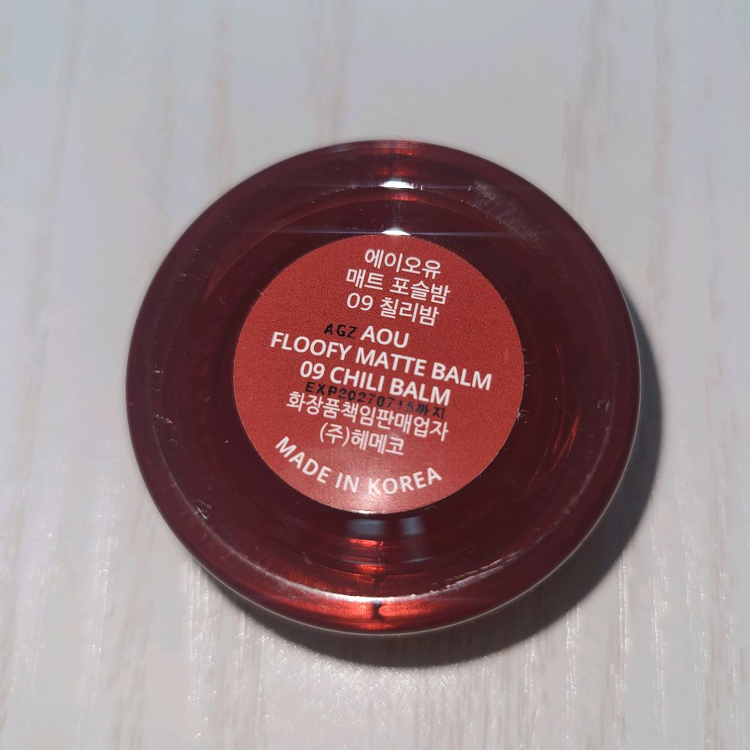 에이오유
매트 포슬밤
09 칠리밤
AGZ AOU
FLOOFY MATTE BALM
09 CHILI BALM
EXP20270715까지
화장품책임판매업자
(주)헤메코
MADE IN KOREA